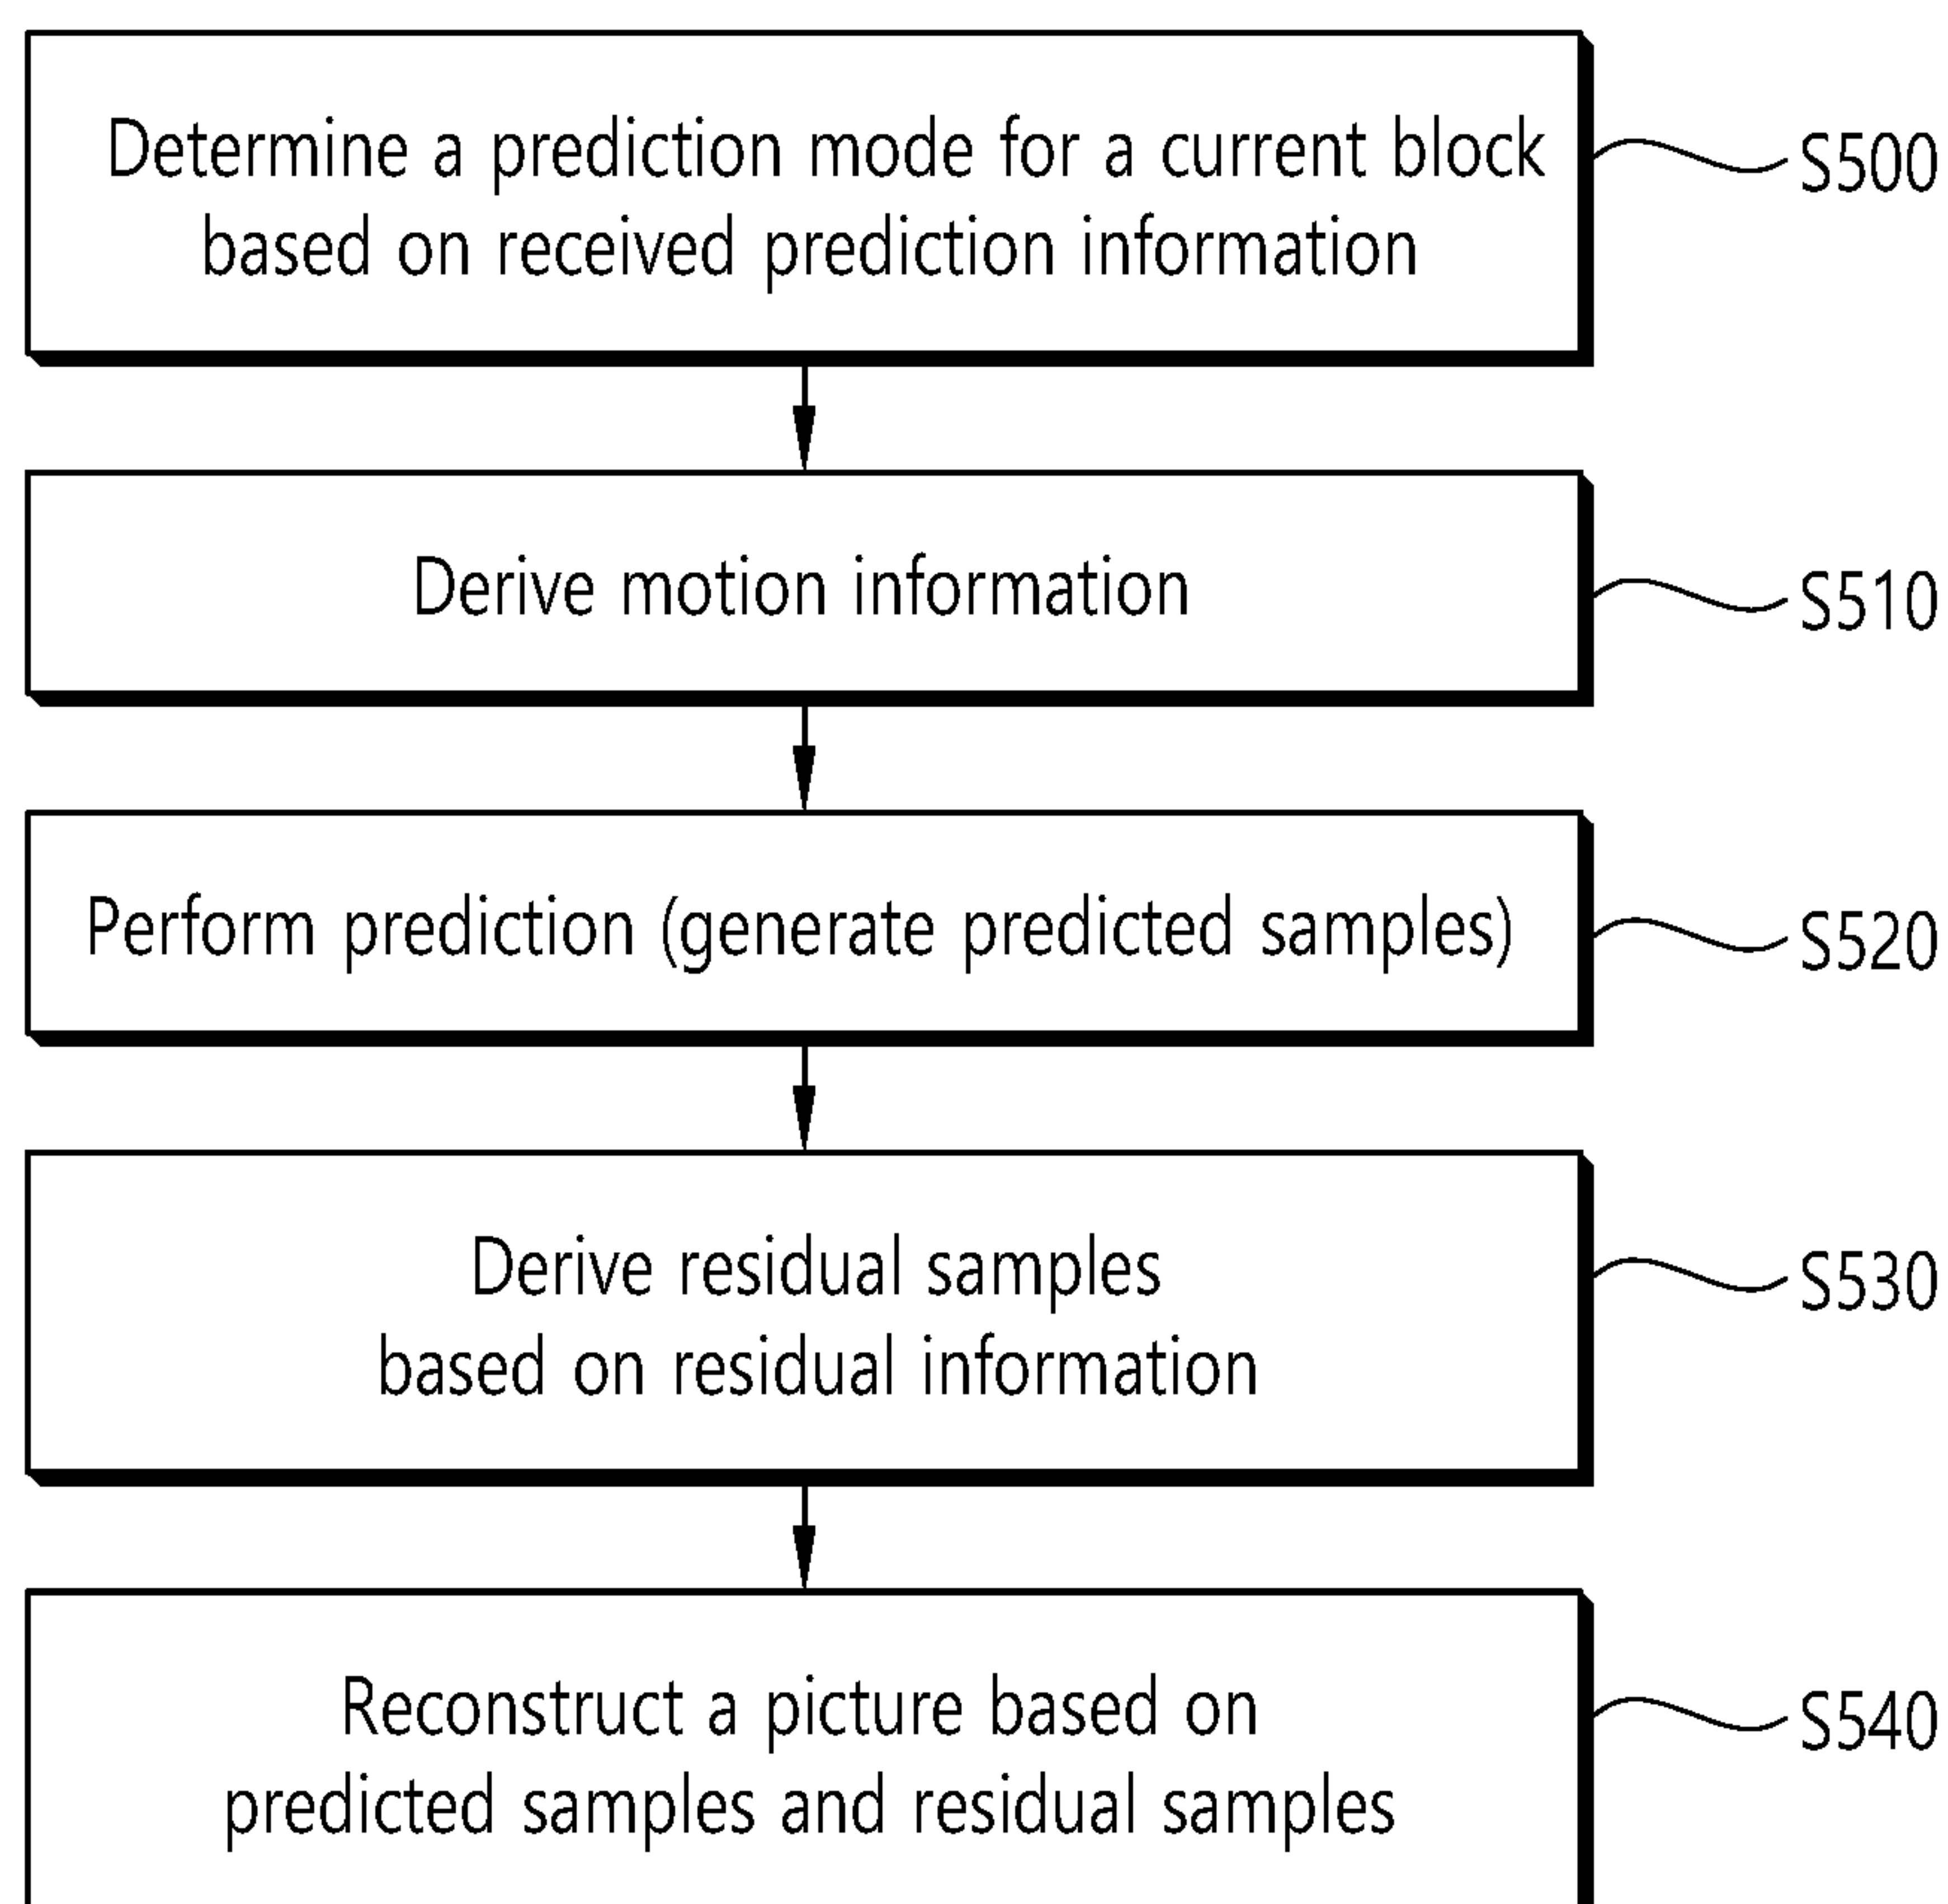 Determine a prediction mode for a current block
based on received prediction information
S500
Derive motion information
S510
Perform prediction (generate predicted samples)
S520
Derive residual samples
based on residual information
S530
Reconstruct a picture based on
predicted samples and residual samples
S540